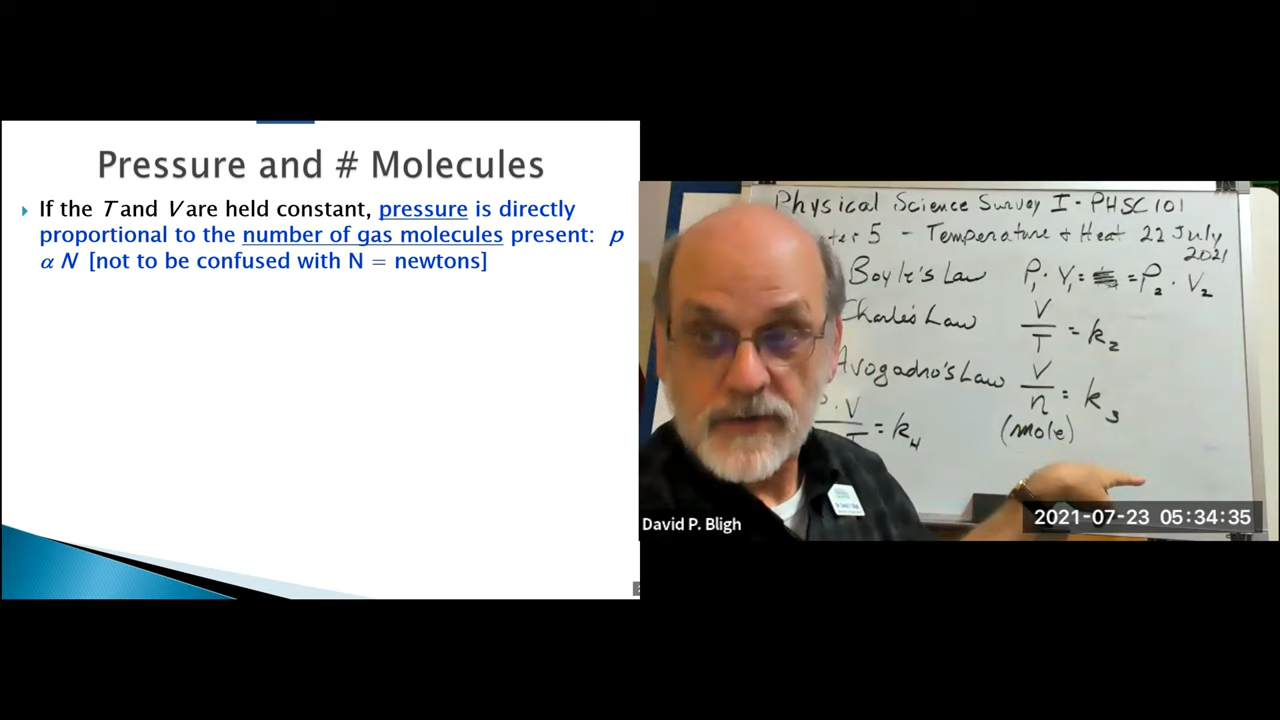 Pressure and # Molecules
If the T and V are held constant, pressure is directly
proportional to the number of gas molecules present: p
α N [not to be confused with N = newtons]
Physical Science Survey I - PHSC 101
ter 5 - Temperature & Heat 22 July
2021
Boyle's Law P₁ · V₁ = = P₂ · V₂
Charle's Law V/T = k₂
Avogadro's Law V/n = k₃
· V/T = k₄ (mole)
David P. Bligh
2021-07-23 05:34:35